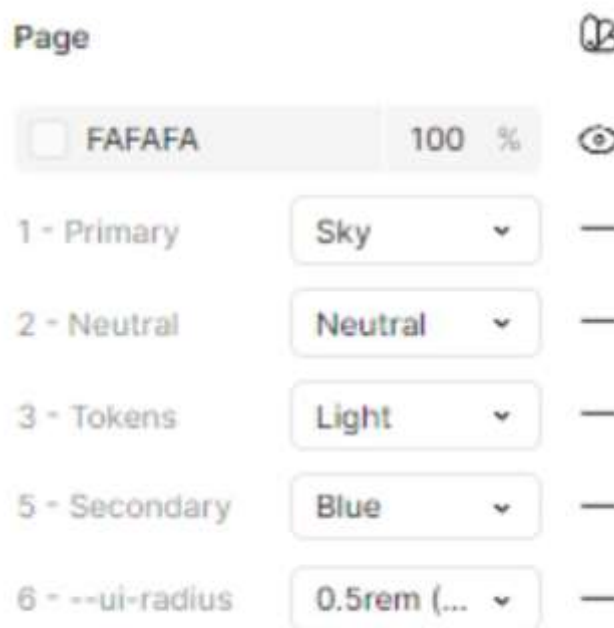 Page
FAFAFA 100 %
1 - Primary Sky
2 - Neutral Neutral
3 - Tokens Light
5 - Secondary Blue
6 - --ui-radius 0.5rem (...